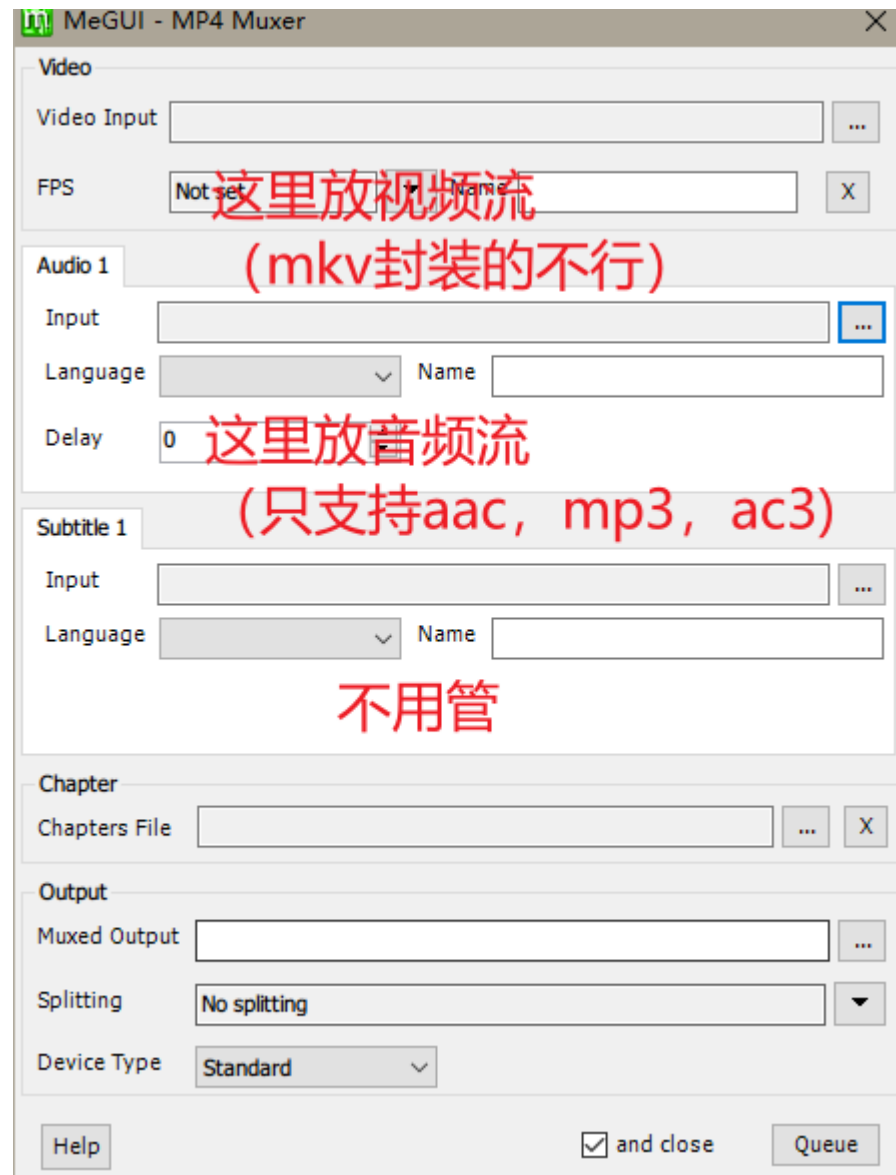 MeGUI - MP4 Muxer
Video
Video Input
...
FPS
Not set
Name
X
这里放视频流
（mkv封装的不行）
Audio 1
Input
...
Language
Name
Delay
0
这里放音频流
（只支持aac，mp3，ac3)
Subtitle 1
Input
...
Language
Name
不用管
Chapter
Chapters File
...
X
Output
Muxed Output
...
Splitting
No splitting
Device Type
Standard
Help
and close
Queue